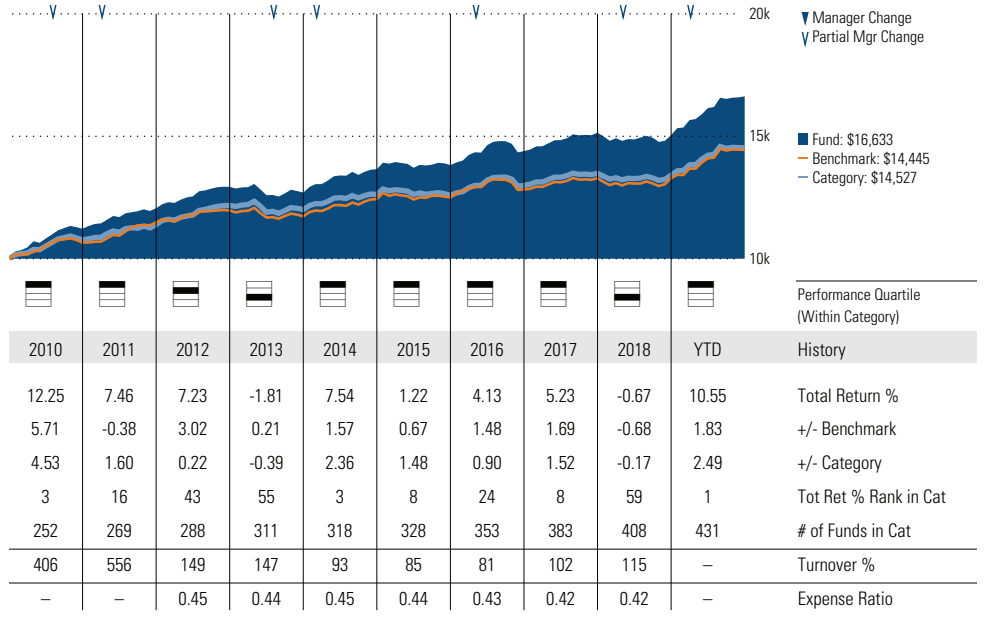 20k
Manager Change
Partial Mgr Change
15k
Fund: $16,633
Benchmark: $14,445
Category: $14,527
10k
Performance Quartile
(Within Category)
2010 2011 2012 2013 2014 2015 2016 2017 2018 YTD History
12.25 7.46 7.23 -1.81 7.54 1.22 4.13 5.23 -0.67 10.55 Total Return %
5.71 -0.38 3.02 0.21 1.57 0.67 1.48 1.69 -0.68 1.83 +/- Benchmark
4.53 1.60 0.22 -0.39 2.36 1.48 0.90 1.52 -0.17 2.49 +/- Category
3 16 43 55 3 8 24 8 59 1 Tot Ret % Rank in Cat
252 269 288 311 318 328 353 383 408 431 # of Funds in Cat
406 556 149 147 93 85 81 102 115 – Turnover %
– – 0.45 0.44 0.45 0.44 0.43 0.42 0.42 – Expense Ratio